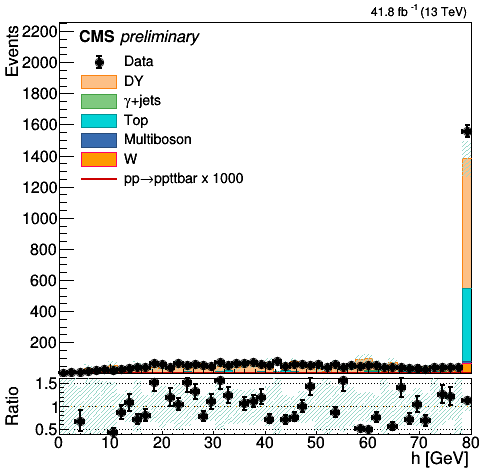 41.8 fb⁻¹ (13 TeV)
Events
2200
2000
1800
1600
1400
1200
1000
800
600
400
200
CMS preliminary
Data
DY
γ+jets
Top
Multiboson
W
pp→ppttbar x 1000
Ratio
1.5
1
0.5
0 10 20 30 40 50 60 70 80
h [GeV]